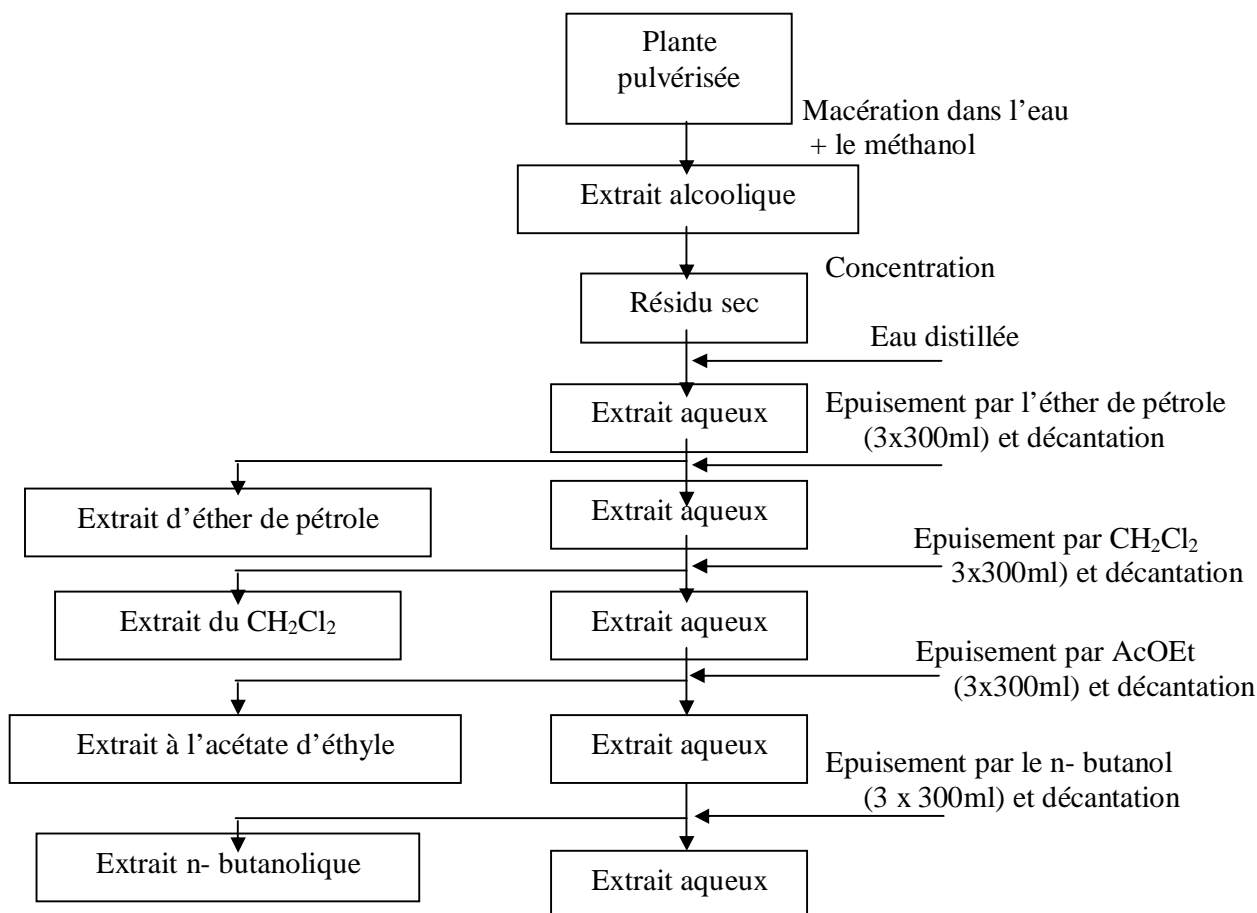 Plante
pulvérisée
Macération dans l’eau
+ le méthanol
Extrait alcoolique
Concentration
Résidu sec
Eau distillée
Extrait aqueux
Epuisement par l’éther de pétrole
(3x300ml) et décantation
Extrait d’éther de pétrole
Extrait aqueux
Epuisement par CH₂Cl₂
3x300ml) et décantation
Extrait du CH₂Cl₂
Extrait aqueux
Epuisement par AcOEt
(3x300ml) et décantation
Extrait à l’acétate d’éthyle
Extrait aqueux
Epuisement par le n- butanol
(3 x 300ml) et décantation
Extrait n- butanolique
Extrait aqueux